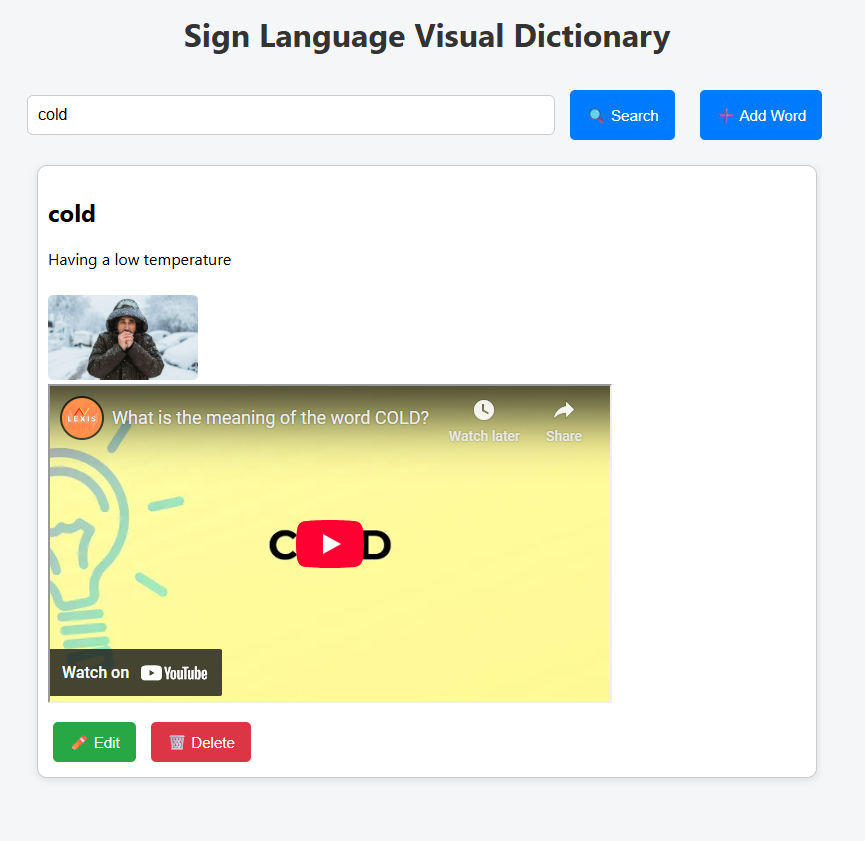 Sign Language Visual Dictionary
cold
Search
Add Word
cold
Having a low temperature
LEXIS
What is the meaning of the word COLD?
Watch later
Share
C D
Watch on YouTube
Edit
Delete